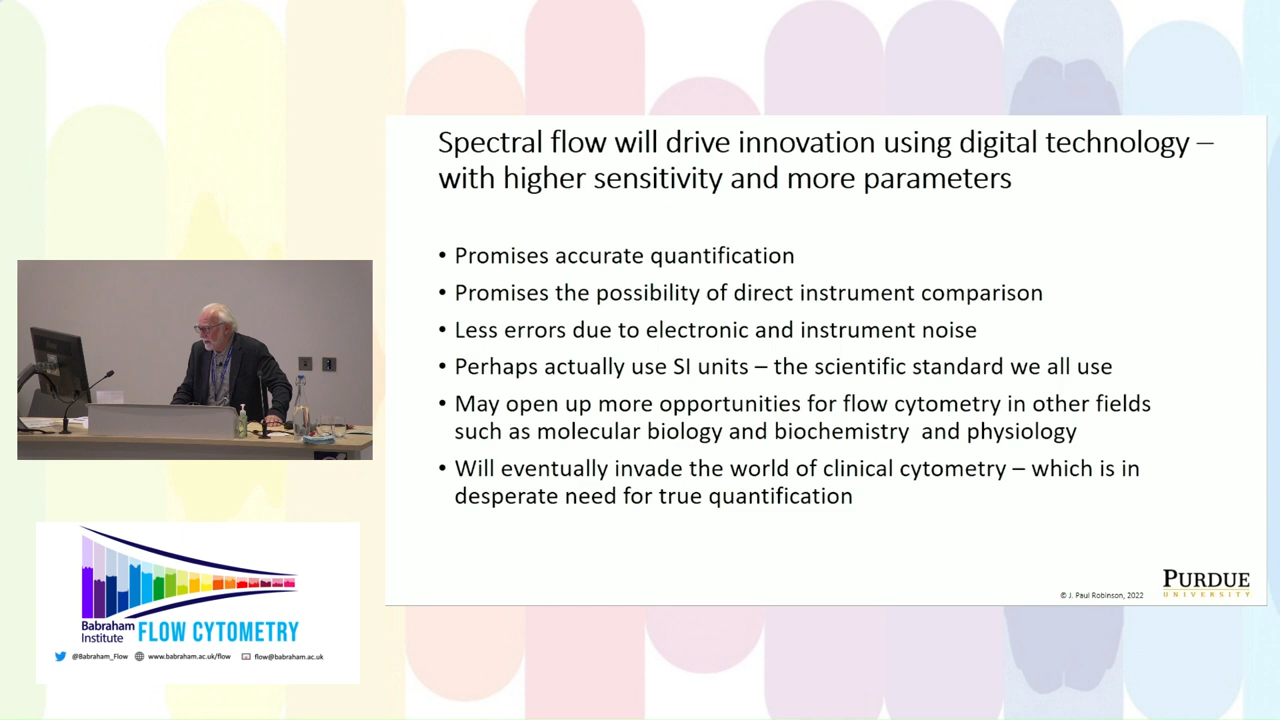 Spectral flow will drive innovation using digital technology –
with higher sensitivity and more parameters
• Promises accurate quantification
• Promises the possibility of direct instrument comparison
• Less errors due to electronic and instrument noise
• Perhaps actually use SI units – the scientific standard we all use
• May open up more opportunities for flow cytometry in other fields
such as molecular biology and biochemistry and physiology
• Will eventually invade the world of clinical cytometry – which is in
desperate need for true quantification
© J. Paul Robinson, 2022
PURDUE
UNIVERSITY
Babraham
Institute
FLOW CYTOMETRY
@Babraham_Flow
www.babraham.ac.uk/flow
flow@babraham.ac.uk